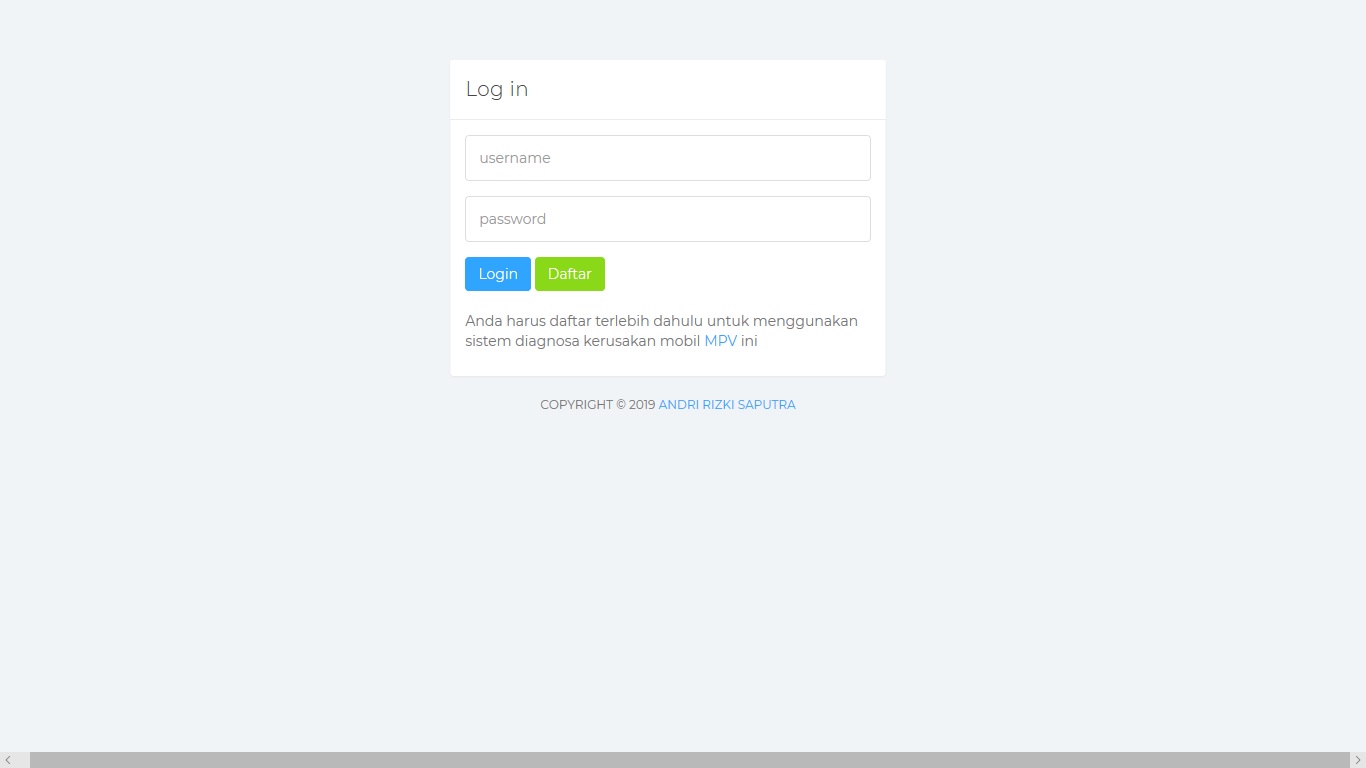 Log in
username
password
Login Daftar
Anda harus daftar terlebih dahulu untuk menggunakan
sistem diagnosa kerusakan mobil MPV ini
COPYRIGHT © 2019 ANDRI RIZKI SAPUTRA